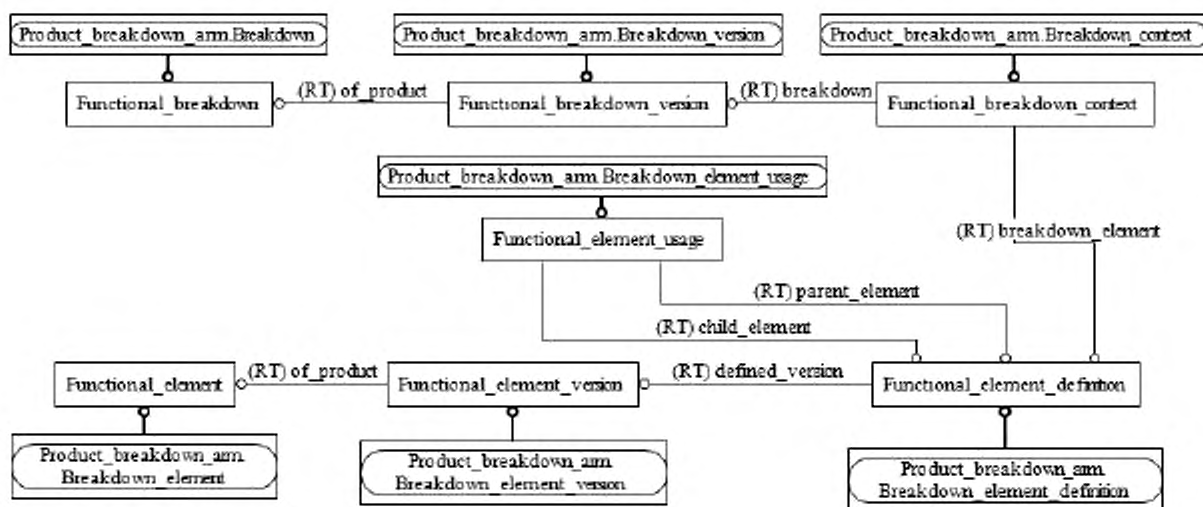 Product_breakdown_arm.Breakdown
Product_breakdown_arm.Breakdown_version
Product_breakdown_arm.Breakdown_context
Functional_breakdown
(RT) of_product
Functional_breakdown_version
(RT) breakdown
Functional_breakdown_context
Product_breakdown_arm.Breakdown_element_usage
Functional_element_usage
(RT) breakdown_element
(RT) parent_element
(RT) child_element
Functional_element
(RT) of_product
Functional_element_version
(RT) defined_version
Functional_element_definition
Product_breakdown_arm.
Breakdown_element
Product_breakdown_arm.
Breakdown_element_version
Product_breakdown_arm.
Breakdown_element_definition